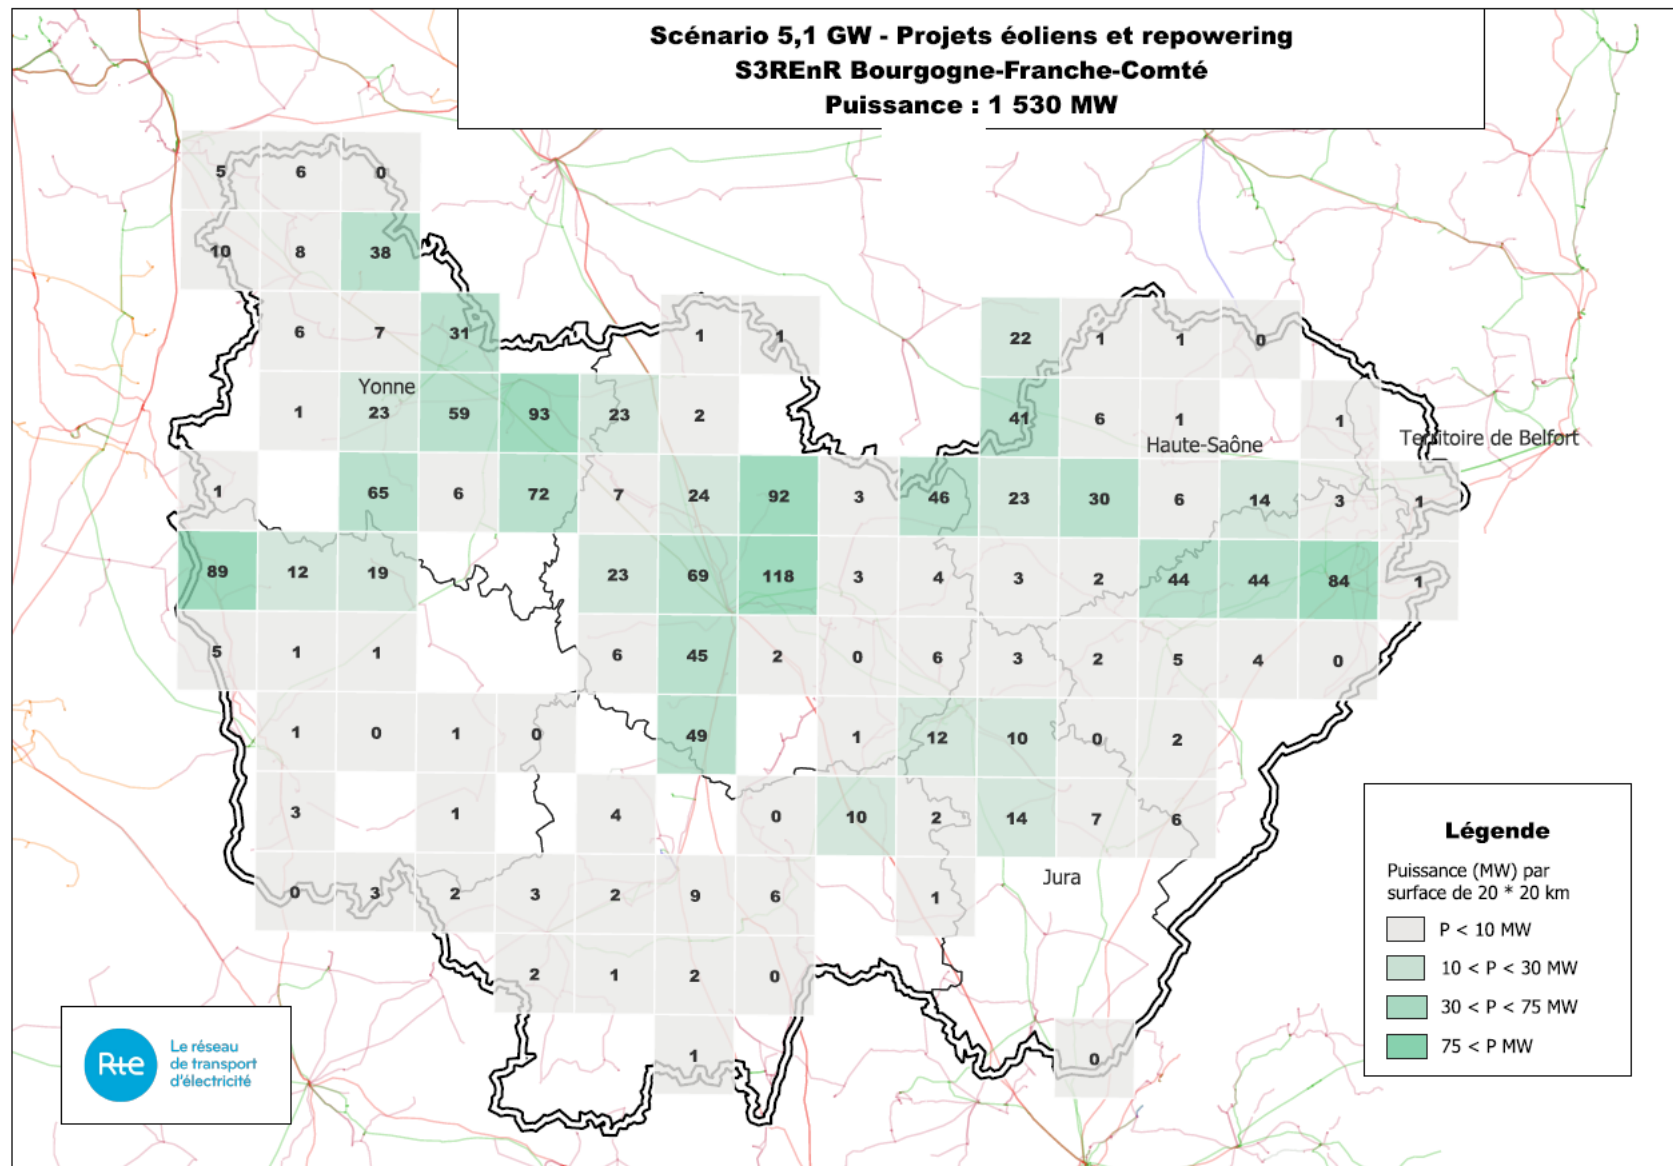 Scénario 5,1 GW - Projets éoliens et repowering
S3REnR Bourgogne-Franche-Comté
Puissance : 1 530 MW
5 6 0
10 8 38
6 7 31 1 1 22 1 1 0
Yonne
1 23 59 93 23 2 41 6 1 1
Haute-Saône Territoire de Belfort
1 65 6 72 7 24 92 3 46 23 30 6 14 3 1
89 12 19 23 69 118 3 4 3 2 44 44 84 1
5 1 1 6 45 2 0 6 3 2 5 4 0
1 0 1 0 49 1 12 10 0 2
3 1 4 0 10 2 14 7 6
Jura
0 3 2 3 2 9 6 1
2 1 2 0
1 0
Légende
Puissance (MW) par
surface de 20 * 20 km
P < 10 MW
10 < P < 30 MW
30 < P < 75 MW
75 < P MW
Rte
Le réseau
de transport
d'électricité